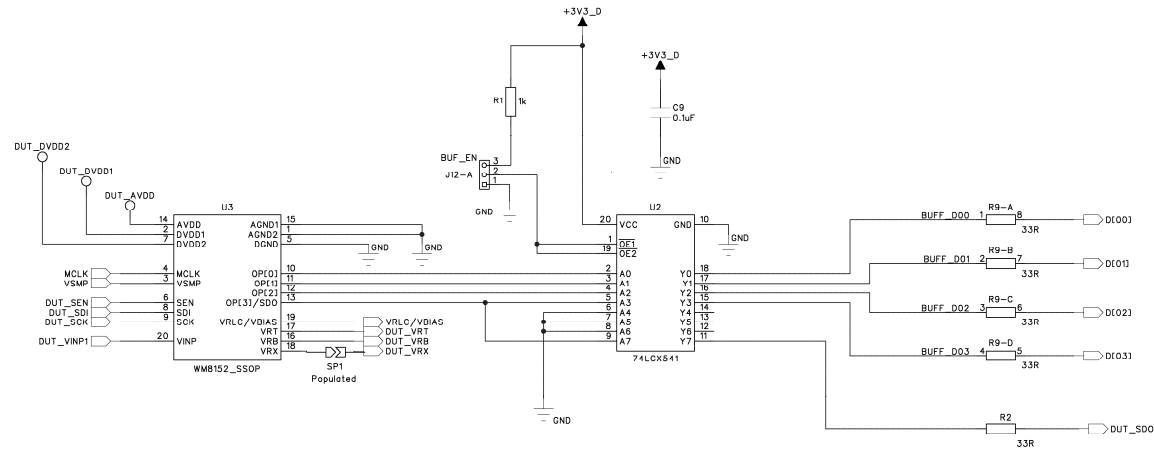 +3V3_D
+3V3_D
R1
1k
C9
0.1uF
GND
BUF_EN
J12-A
3
2
1
GND
DUT_DVDD2
DUT_DVDD1
DUT_AVDD
U3
14 AVDD AGND1 15
2 DVDD1 AGND2 1
7 DVDD2 DGND 5
GND GND
MCLK 4 MCLK OP[0] 10
VSMP 3 VSMP OP[1] 11
OP[2] 12
DUT_SEN 6 SEN OP[3]/SDO 13
DUT_SDI 8 SDI
DUT_SCK 9 SCK VRLC/VBIAS 19 VRLC/VBIAS
VRT 17 DUT_VRT
DUT_VINP1 20 VINP VRB 16 DUT_VRB
VRX 18 DUT_VRX
SP1
Populated
WM8152_SSOP
U2
20 VCC GND 10
GND
1 OE1
19 OE2
2 A0 Y0 18
3 A1 Y1 17
4 A2 Y2 16
5 A3 Y3 15
6 A4 Y4 14
7 A5 Y5 13
8 A6 Y6 12
9 A7 Y7 11
74LCX541
GND
R9-A
BUFF_D00 1 8 D[00]
33R
R9-B
BUFF_D01 2 7 D[01]
33R
R9-C
BUFF_D02 3 6 D[02]
33R
R9-D
BUFF_D03 4 5 D[03]
33R
R2
DUT_SDO
33R